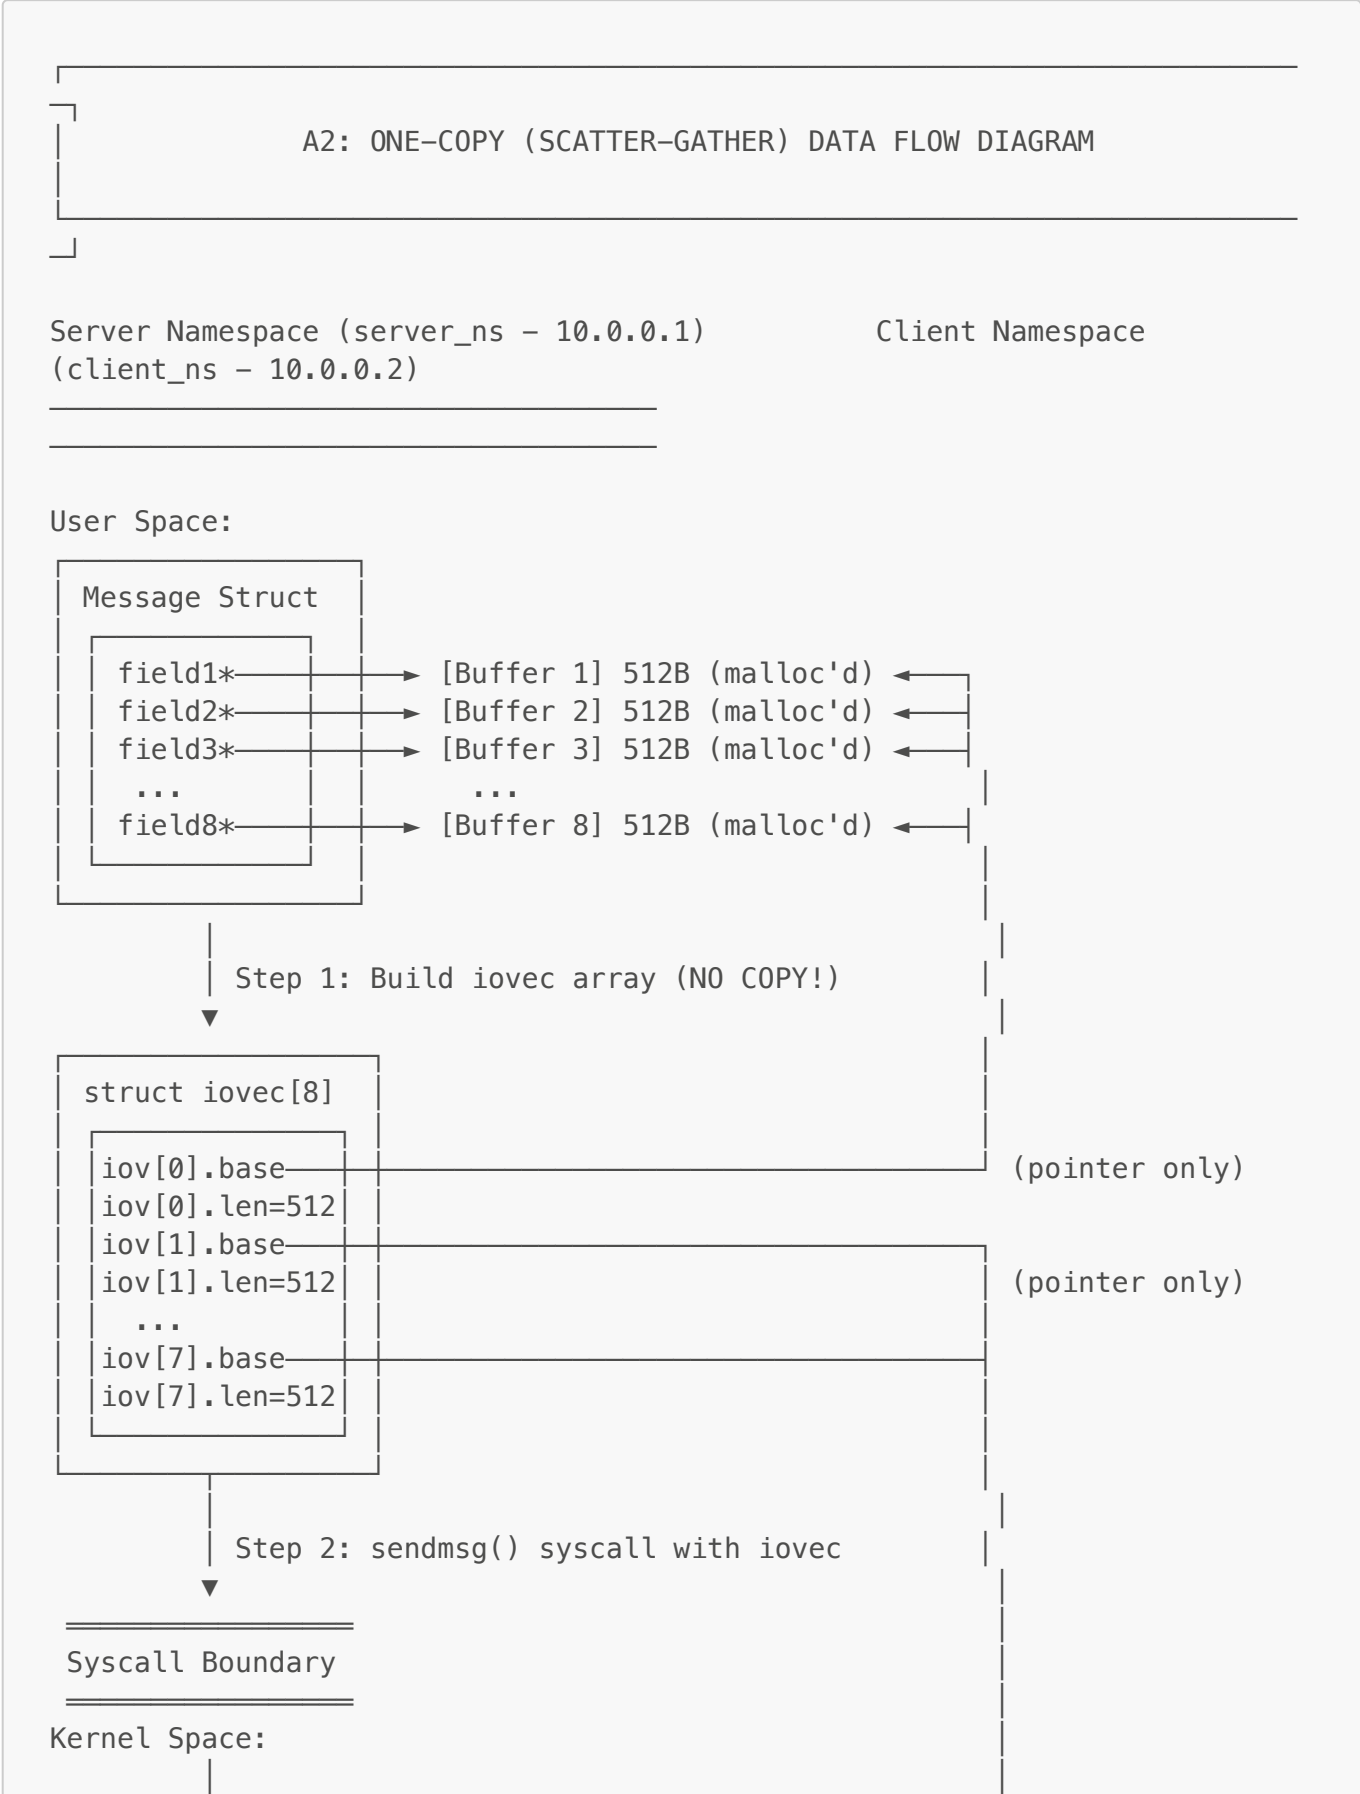 A2: ONE-COPY (SCATTER-GATHER) DATA FLOW DIAGRAM
Server Namespace (server_ns - 10.0.0.1)          Client Namespace
(client_ns - 10.0.0.2)
User Space:
Message Struct
field1* [Buffer 1] 512B (malloc'd)
field2* [Buffer 2] 512B (malloc'd)
field3* [Buffer 3] 512B (malloc'd)
... ...
field8* [Buffer 8] 512B (malloc'd)
Step 1: Build iovec array (NO COPY!)
struct iovec[8]
iov[0].base (pointer only)
iov[0].len=512
iov[1].base
iov[1].len=512 (pointer only)
...
iov[7].base
iov[7].len=512
Step 2: sendmsg() syscall with iovec
Syscall Boundary
Kernel Space: